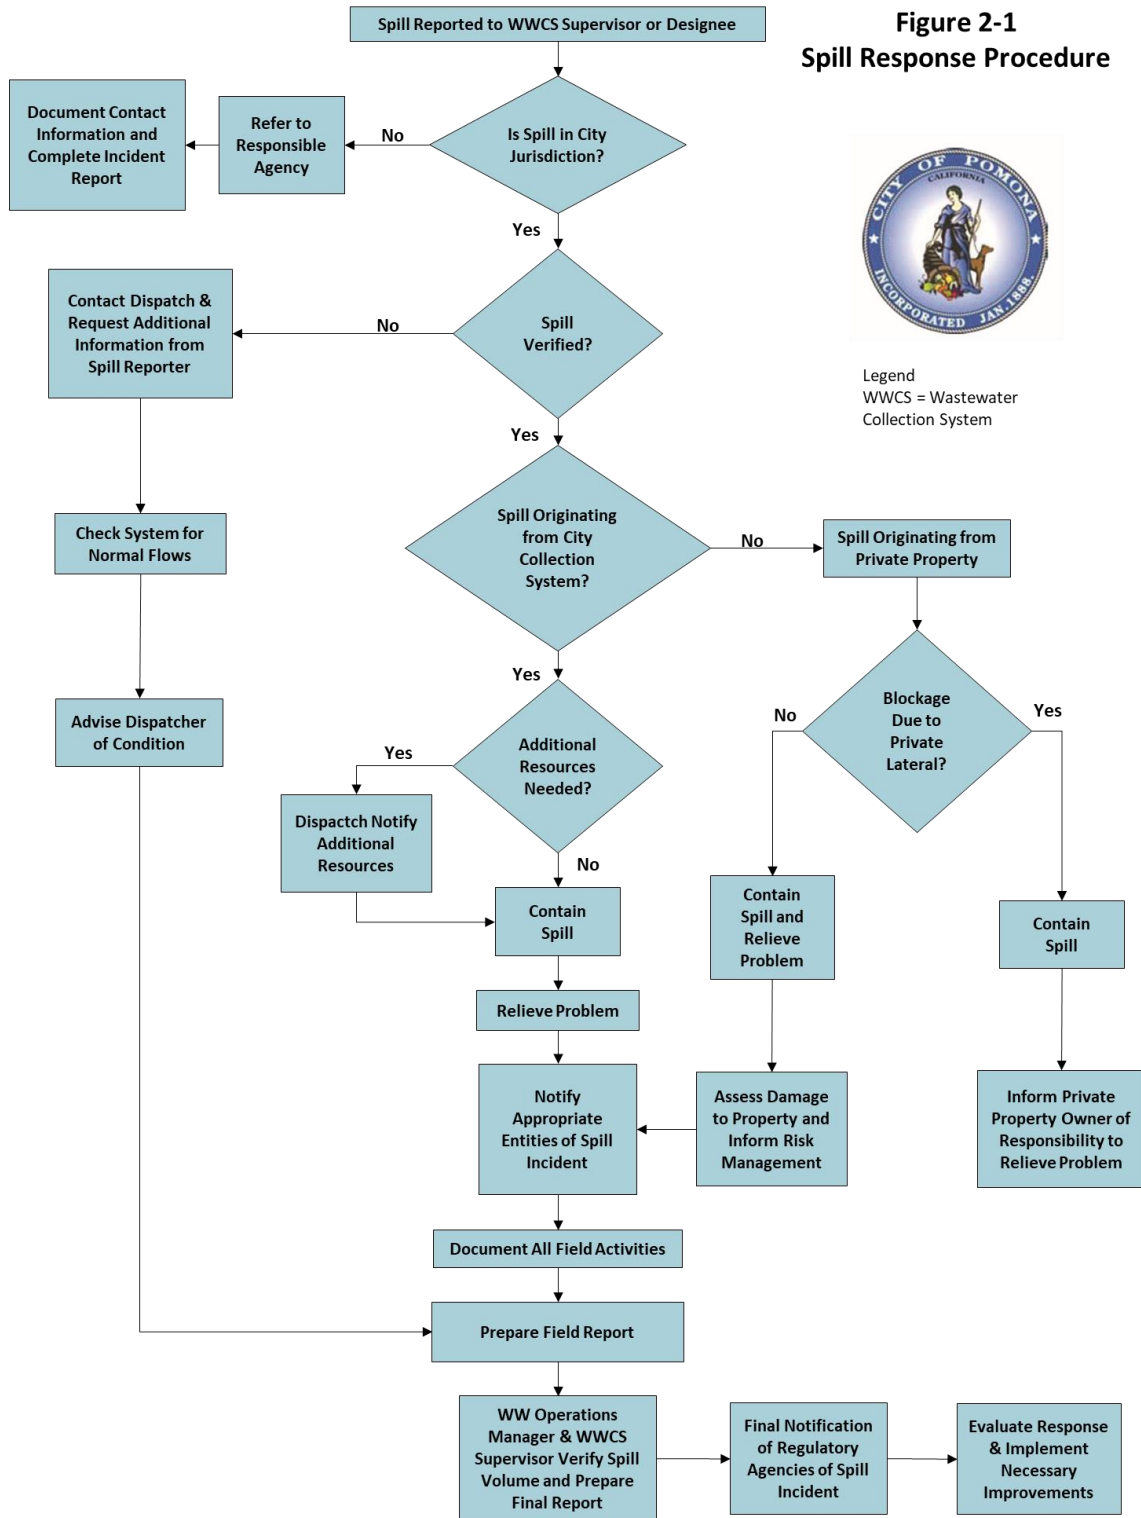 Figure 2-1
Spill Response Procedure
Spill Reported to WWCS Supervisor or Designee
Is Spill in City
Jurisdiction?
No
Refer to
Responsible
Agency
Document Contact
Information and
Complete Incident
Report
CITY OF POMONA
CALIFORNIA
INCORPORATED JAN. 1888.
Legend
WWCS = Wastewater
Collection System
Yes
Spill
Verified?
No
Contact Dispatch &
Request Additional
Information from
Spill Reporter
Check System for
Normal Flows
Advise Dispatcher
of Condition
Yes
Spill Originating
from City
Collection
System?
No
Spill Originating from
Private Property
Blockage
Due to
Private
Lateral?
No
Yes
Yes
Additional
Resources
Needed?
Yes
Dispactch Notify
Additional
Resources
No
Contain
Spill
Contain
Spill and
Relieve
Problem
Contain
Spill
Relieve Problem
Notify
Appropriate
Entities of Spill
Incident
Assess Damage
to Property and
Inform Risk
Management
Inform Private
Property Owner of
Responsibility to
Relieve Problem
Document All Field Activities
Prepare Field Report
WW Operations
Manager & WWCS
Supervisor Verify Spill
Volume and Prepare
Final Report
Final Notification
of Regulatory
Agencies of Spill
Incident
Evaluate Response
& Implement
Necessary
Improvements